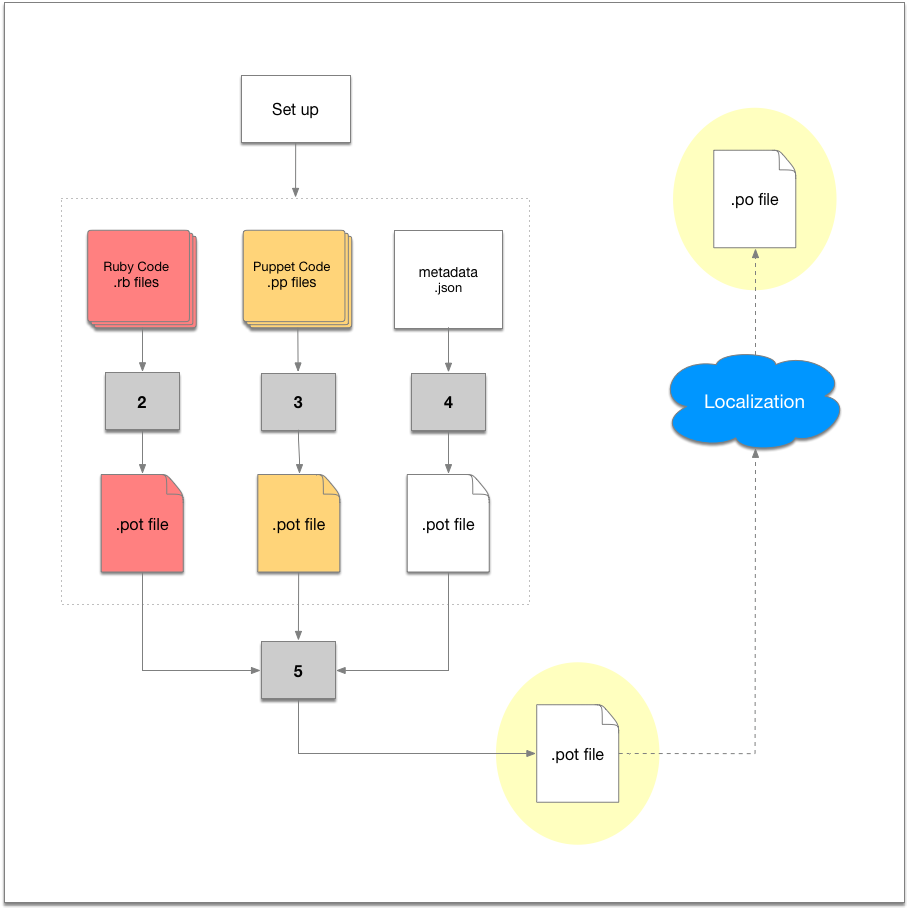 Set up
Ruby Code
.rb files
Puppet Code
.pp files
metadata
.json
2
3
4
.pot file
.pot file
.pot file
5
.pot file
Localization
.po file